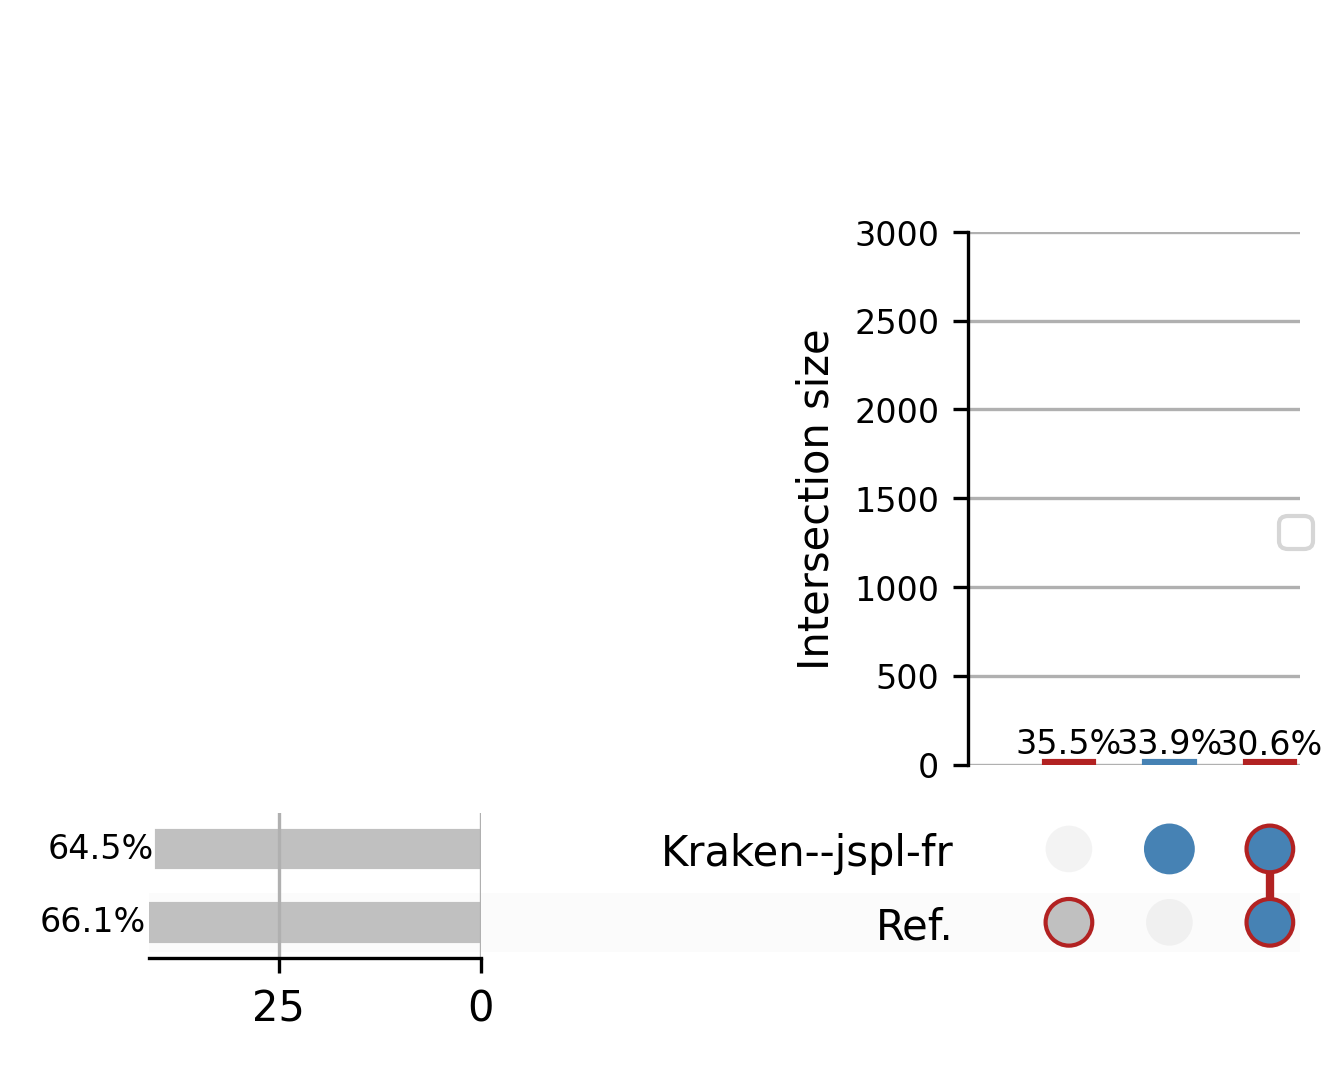 3000
2500
2000
1500
1000
500
0
Intersection size
35.5% 33.9% 30.6%
64.5%
66.1%
Kraken--jspl-fr
Ref.
25 0